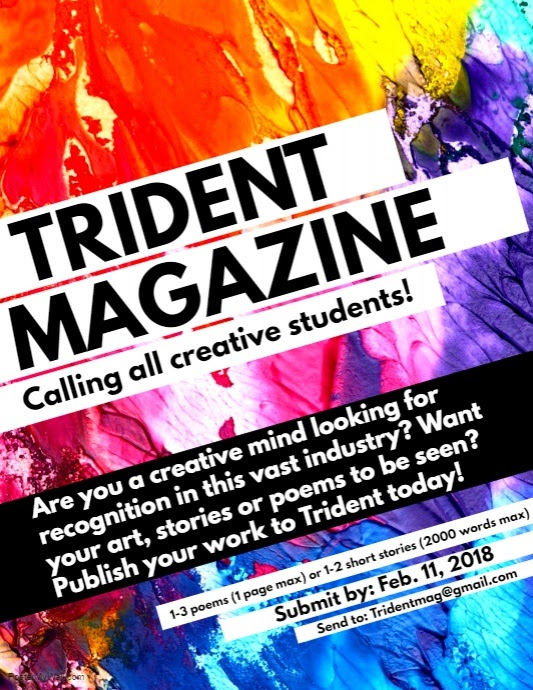 TRIDENT
MAGAZINE
Calling all creative students!
Are you a creative mind looking for
recognition in this vast industry? Want
your art, stories or poems to be seen?
Publish your work to Trident today!
1-3 poems (1 page max) or 1-2 short stories (2000 words max)
Submit by: Feb. 11, 2018
Send to: Tridentmag@gmail.com